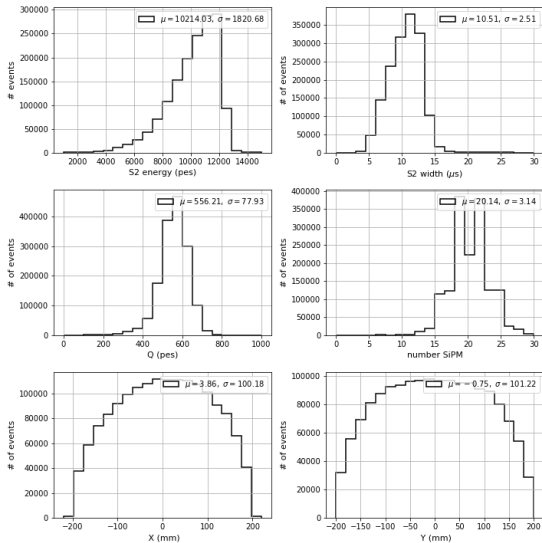 300000
250000
200000
150000
100000
50000
0
# events
μ=10214.03, σ=1820.68
2000 4000 6000 8000 10000 12000 14000
S2 energy (pes)
350000
300000
250000
200000
150000
100000
50000
0
# of events
μ=10.51, σ=2.51
0 5 10 15 20 25 30
S2 width (μs)
400000
300000
200000
100000
0
# of events
μ=556.21, σ=77.93
0 200 400 600 800 1000
Q (pes)
350000
300000
250000
200000
150000
100000
50000
0
# of events
μ=20.14, σ=3.14
0 5 10 15 20 25 30
number SiPM
100000
80000
60000
40000
20000
0
# of events
μ=3.86, σ=100.18
−200 −100 0 100 200
X (mm)
100000
80000
60000
40000
20000
0
# of events
μ=−0.75, σ=101.22
−200 −150 −100 −50 0 50 100 150 200
Y (mm)